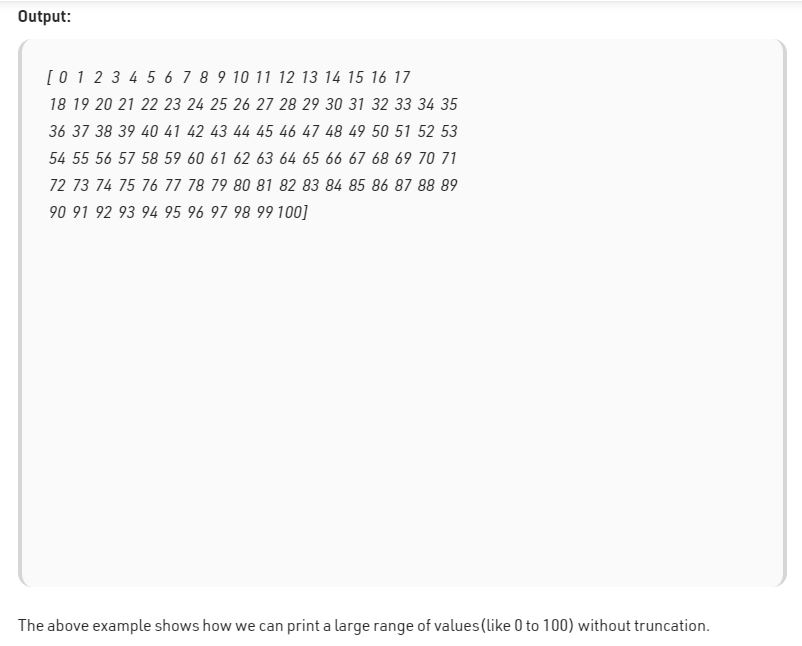 Output:
[ 0 1 2 3 4 5 6 7 8 9 10 11 12 13 14 15 16 17
18 19 20 21 22 23 24 25 26 27 28 29 30 31 32 33 34 35
36 37 38 39 40 41 42 43 44 45 46 47 48 49 50 51 52 53
54 55 56 57 58 59 60 61 62 63 64 65 66 67 68 69 70 71
72 73 74 75 76 77 78 79 80 81 82 83 84 85 86 87 88 89
90 91 92 93 94 95 96 97 98 99 100]
The above example shows how we can print a large range of values(like 0 to 100) without truncation.